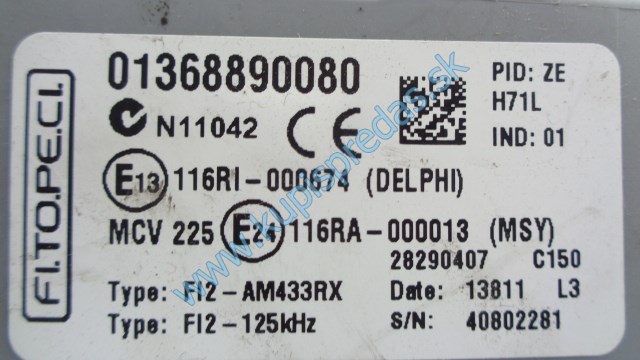 FI.TO.PE.CI.
01368890080
PID: ZE
H71L
IND: 01
N11042 CE
E13 116RI-000674 (DELPHI)
MCV 225 E24 116RA-000013 (MSY)
28290407 C150
Type: FI2-AM433RX Date: 13811 L3
Type: FI2-125kHz S/N: 40802281
www.kupnapredaj.sk